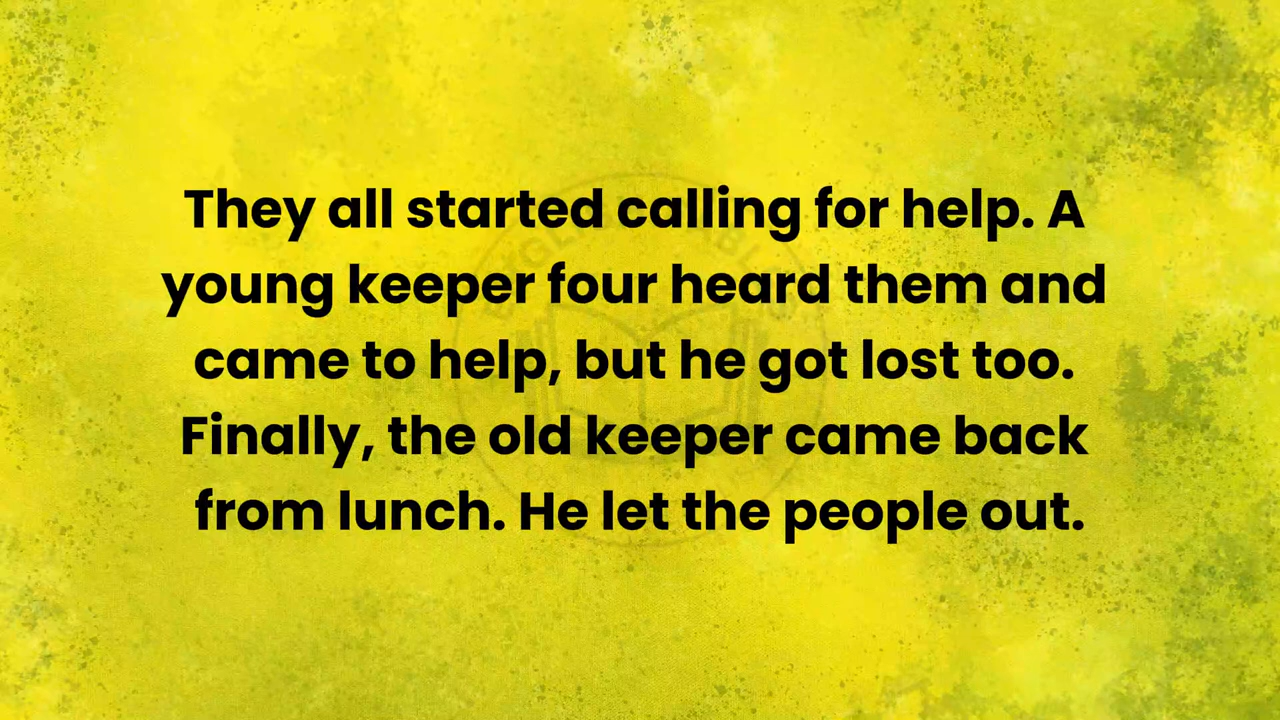 They all started calling for help. A
young keeper four heard them and
came to help, but he got lost too.
Finally, the old keeper came back
from lunch. He let the people out.